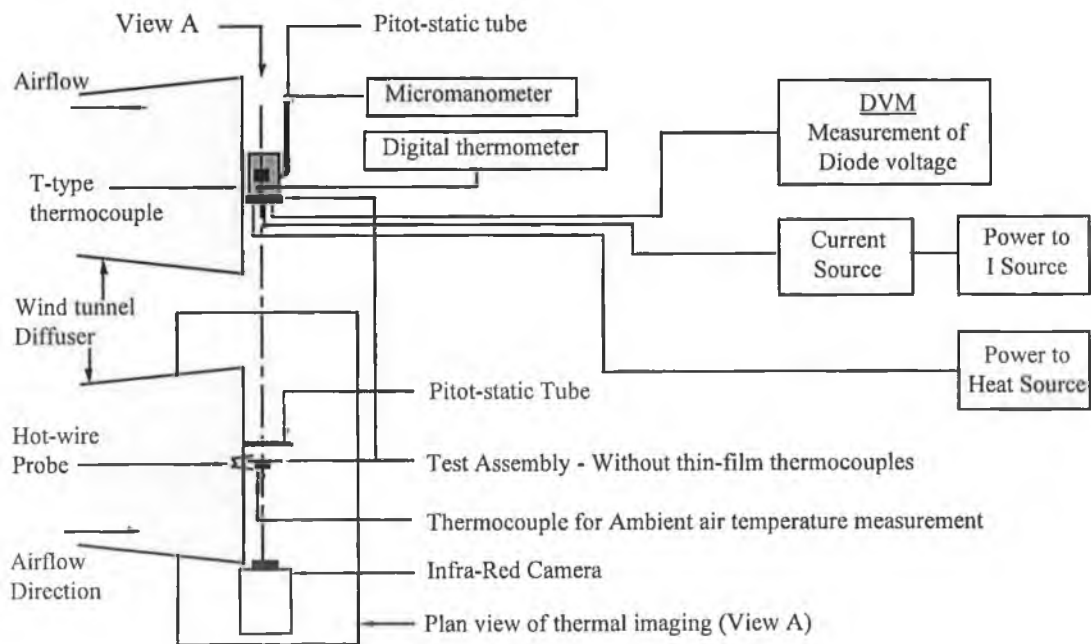 View A
Pitot-static tube
Airflow
Micromanometer
Digital thermometer
DVM
Measurement of
Diode voltage
T-type
thermocouple
Current
Source
Power to
I Source
Wind tunnel
Diffuser
Power to
Heat Source
Pitot-static Tube
Hot-wire
Probe
Test Assembly - Without thin-film thermocouples
Thermocouple for Ambient air temperature measurement
Airflow
Direction
Infra-Red Camera
Plan view of thermal imaging (View A)